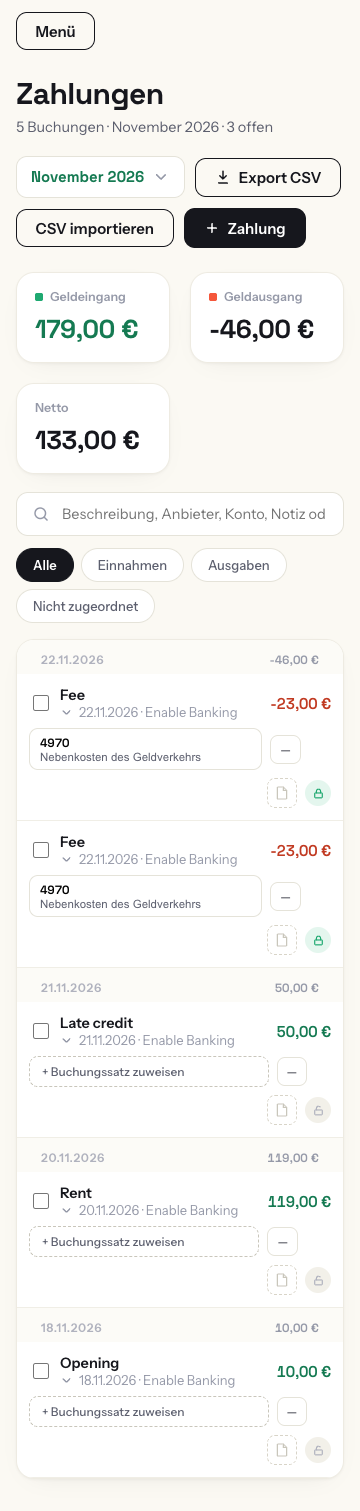 Menü
Zahlungen
5 Buchungen · November 2026 · 3 offen
November 2026
Export CSV
CSV importieren
+ Zahlung
Geldeingang
179,00 €
Geldausgang
-46,00 €
Netto
133,00 €
Beschreibung, Anbieter, Konto, Notiz od
Alle
Einnahmen
Ausgaben
Nicht zugeordnet
22.11.2026
-46,00 €
Fee
-23,00 €
22.11.2026 · Enable Banking
4970
Nebenkosten des Geldverkehrs
–
Fee
-23,00 €
22.11.2026 · Enable Banking
4970
Nebenkosten des Geldverkehrs
–
21.11.2026
50,00 €
Late credit
50,00 €
21.11.2026 · Enable Banking
+ Buchungssatz zuweisen
–
20.11.2026
119,00 €
Rent
119,00 €
20.11.2026 · Enable Banking
+ Buchungssatz zuweisen
–
18.11.2026
10,00 €
Opening
10,00 €
18.11.2026 · Enable Banking
+ Buchungssatz zuweisen
–